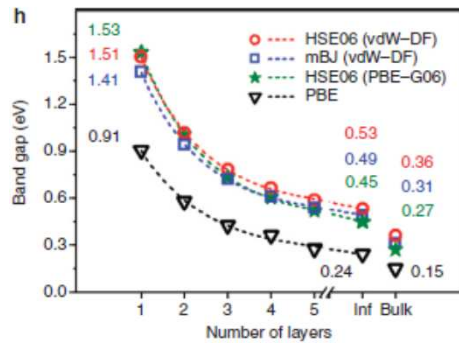 h
1.53
1.51
1.41
0.91
HSE06 (vdW–DF)
mBJ (vdW–DF)
HSE06 (PBE–G06)
PBE
0.53
0.49
0.45
0.36
0.31
0.27
0.24
0.15
Band gap (eV)
1.5
1.2
0.9
0.6
0.3
0.0
1 2 3 4 5 Inf Bulk
Number of layers